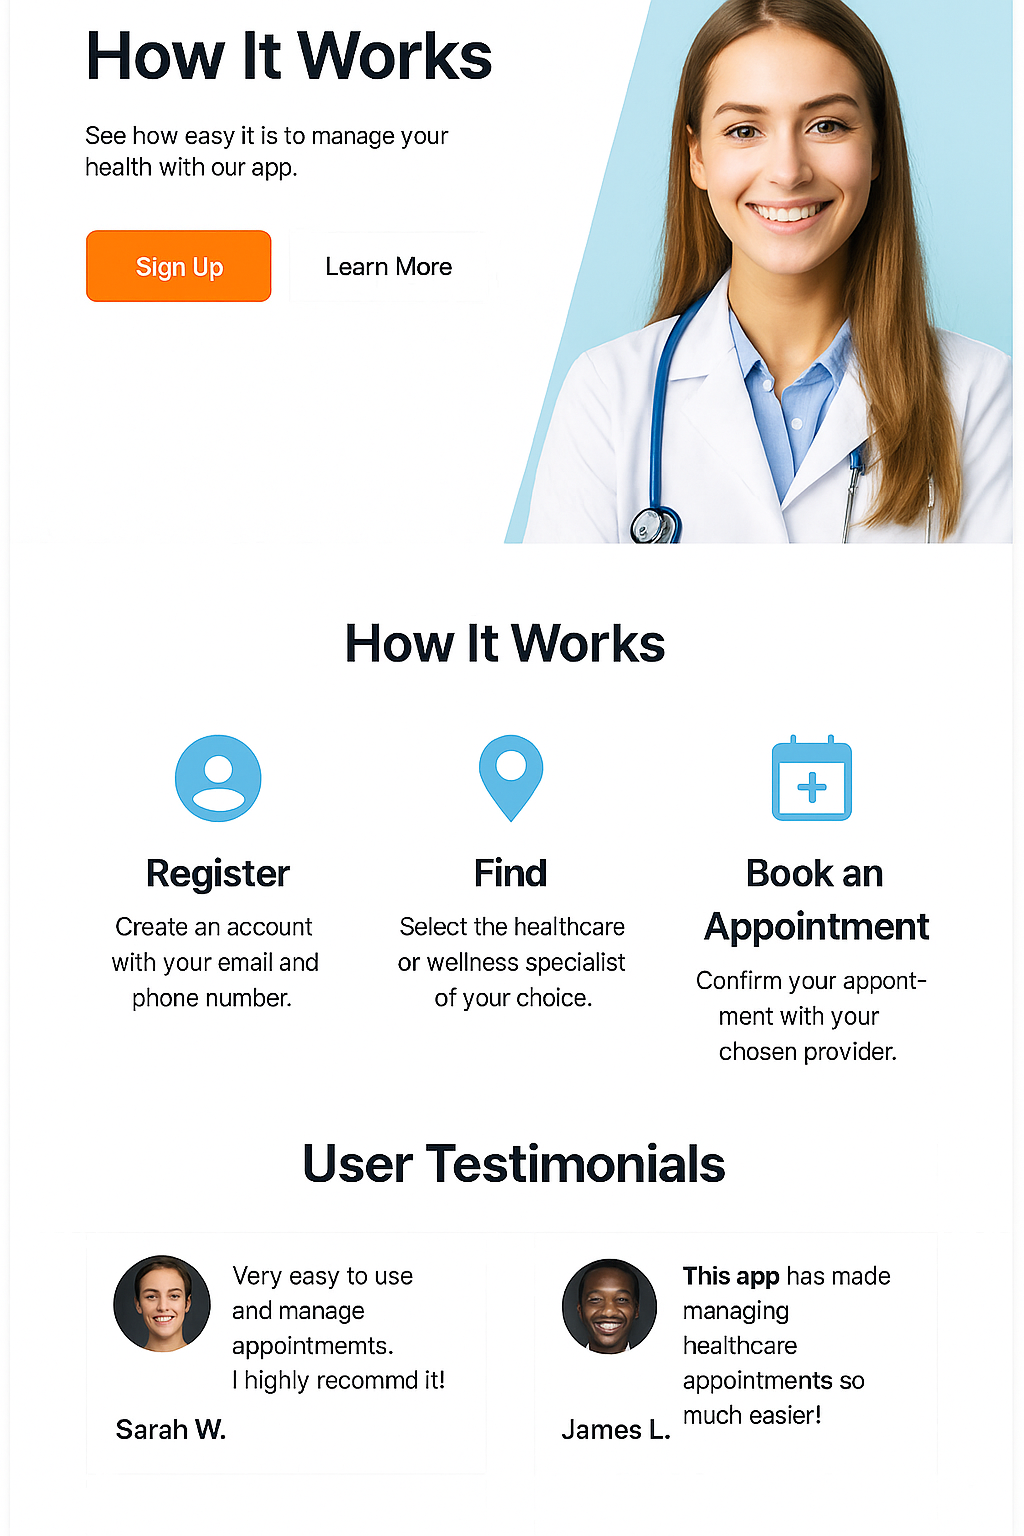 How It Works
See how easy it is to manage your
health with our app.
Sign Up
Learn More
How It Works
Register
Create an account
with your email and
phone number.
Find
Select the healthcare
or wellness specialist
of your choice.
Book an
Appointment
Confirm your appont-
ment with your
chosen provider.
User Testimonials
Very easy to use
and manage
appointmemts.
I highly recommd it!
Sarah W.
This app has made
managing
healthcare
appointments so
much easier!
James L.